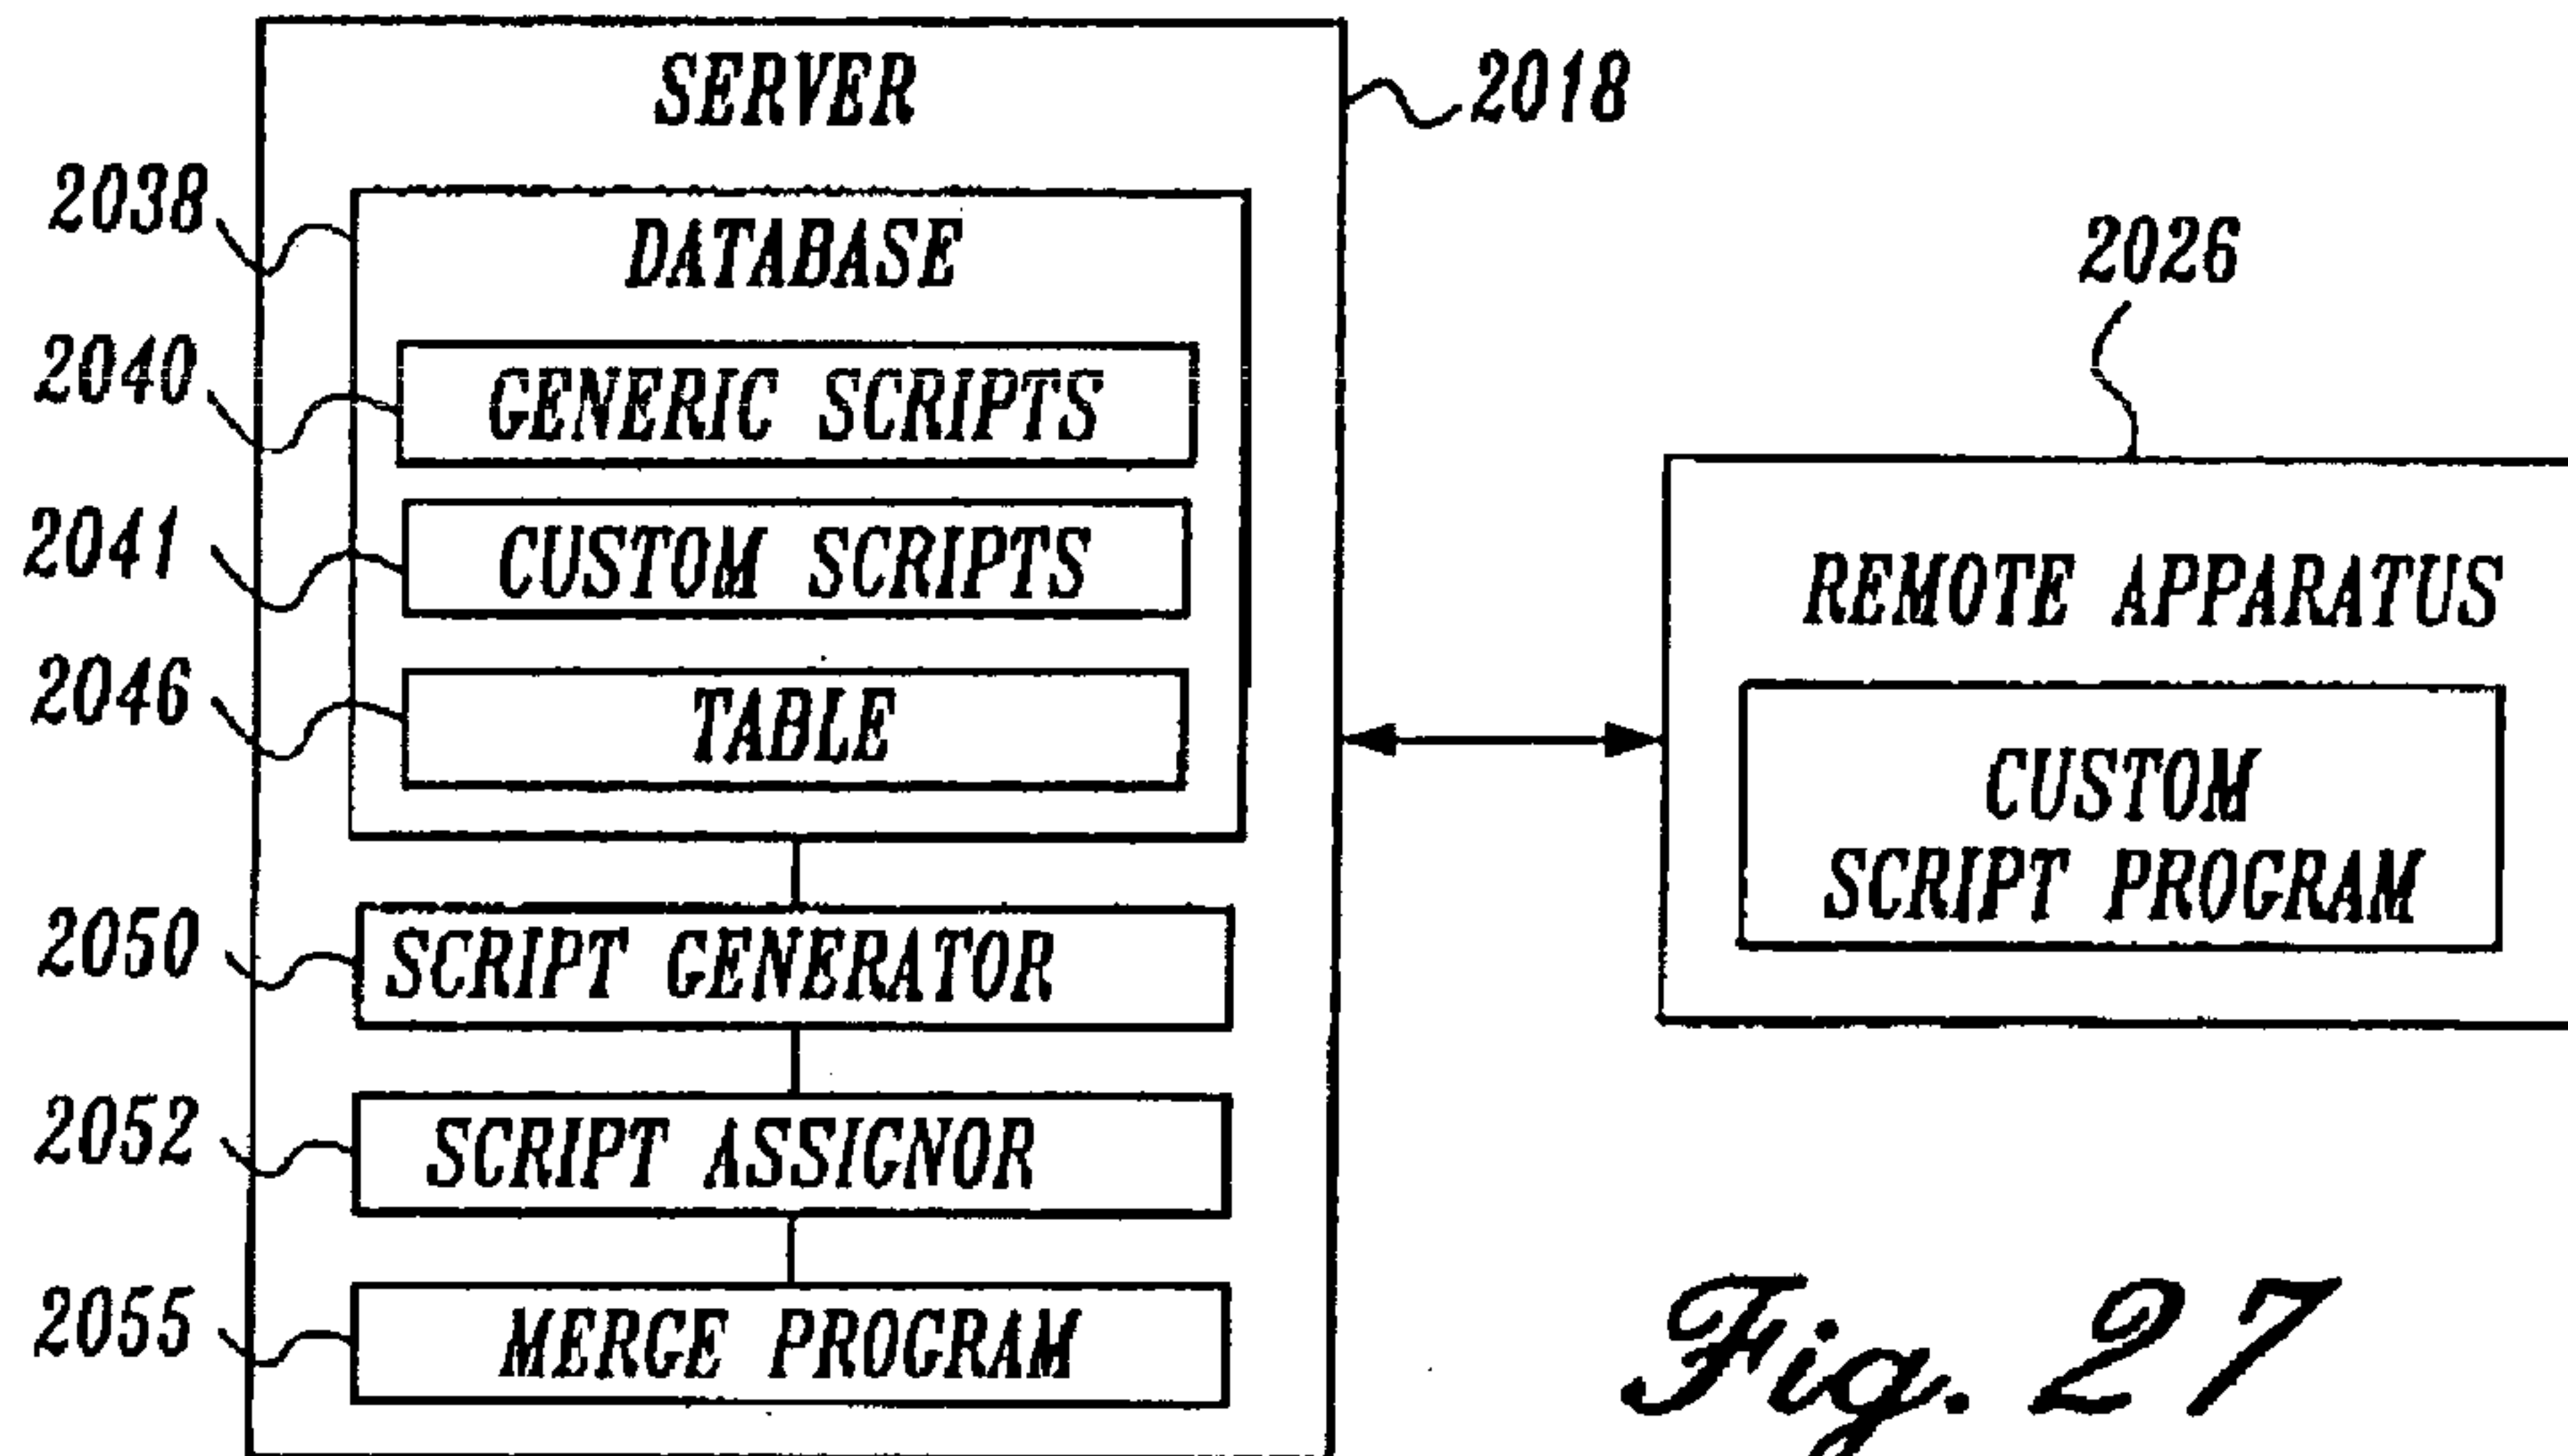 SERVER
2018
2038
DATABASE
2026
2040
GENERIC SCRIPTS
2041
CUSTOM SCRIPTS
REMOTE APPARATUS
2046
TABLE
CUSTOM
SCRIPT PROGRAM
2050
SCRIPT GENERATOR
2052
SCRIPT ASSIGNOR
2055
MERGE PROGRAM
Fig. 27